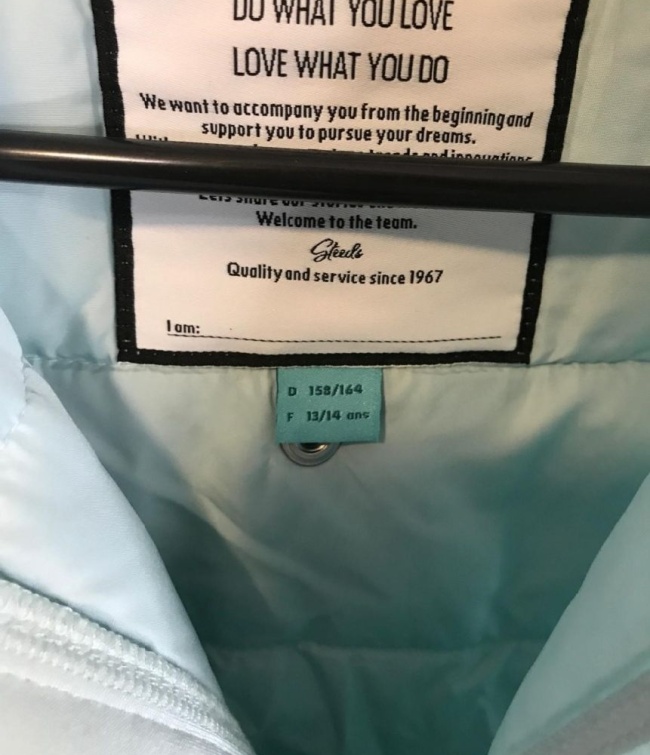 DO WHAT YOU LOVE
LOVE WHAT YOU DO
We want to accompany you from the beginning and
support you to pursue your dreams.
and innovations
Welcome to the team.
Steeds
Quality and service since 1967
I am:
D 158/164
F 13/14 ans